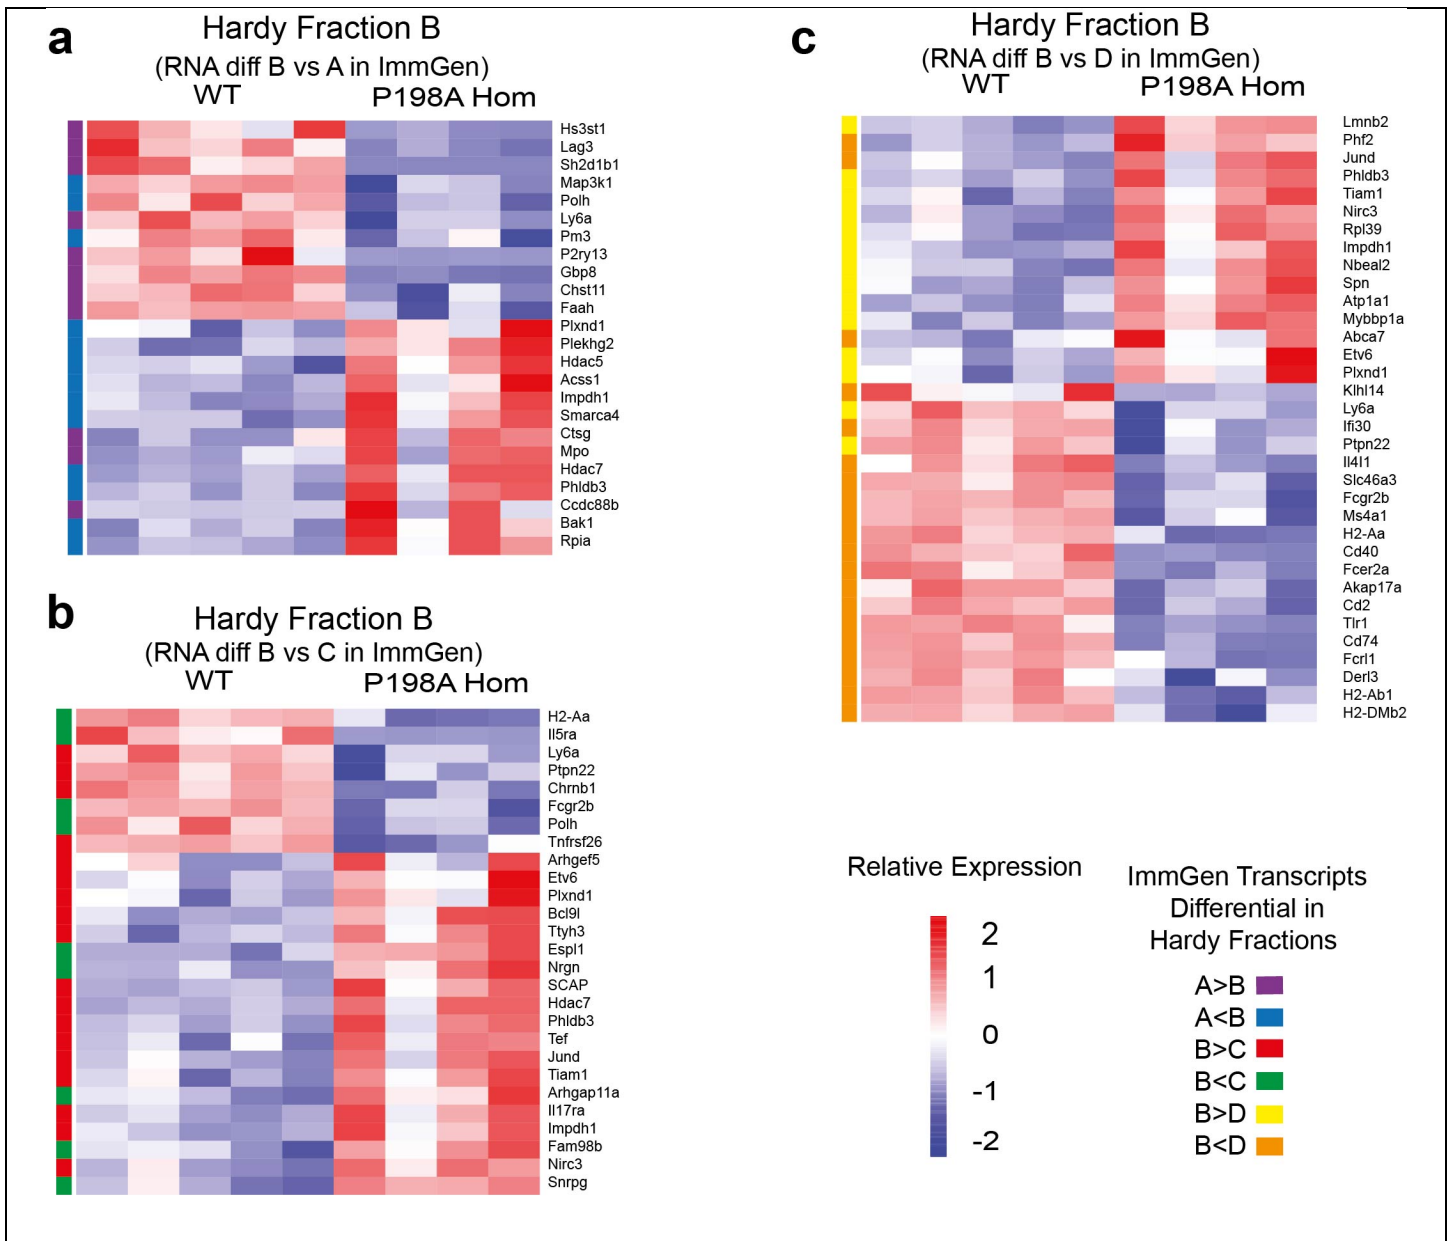 a
Hardy Fraction B
(RNA diff B vs A in ImmGen)
WT
P198A Hom
Hs3st1
Lag3
Sh2d1b1
Map3k1
Polh
Ly6a
Pm3
P2ry13
Gbp8
Chst11
Faah
Plxnd1
Plekhg2
Hdac5
Acss1
Impdh1
Smarca4
Ctsg
Mpo
Hdac7
Phldb3
Ccdc88b
Bak1
Rpia
b
Hardy Fraction B
(RNA diff B vs C in ImmGen)
WT
P198A Hom
H2-Aa
Il5ra
Ly6a
Ptpn22
Chrnb1
Fcgr2b
Polh
Tnfrsf26
Arhgef5
Etv6
Plxnd1
Bcl9l
Ttyh3
Espl1
Nrgn
SCAP
Hdac7
Phldb3
Tef
Jund
Tiam1
Arhgap11a
Il17ra
Impdh1
Fam98b
Nirc3
Snrpg
c
Hardy Fraction B
(RNA diff B vs D in ImmGen)
WT
P198A Hom
Lmnb2
Phf2
Jund
Phldb3
Tiam1
Nirc3
Rpl39
Impdh1
Nbeal2
Spn
Atp1a1
Mybbp1a
Abca7
Etv6
Plxnd1
Klhl14
Ly6a
Ifi30
Ptpn22
Il4I1
Slc46a3
Fcgr2b
Ms4a1
H2-Aa
Cd40
Fcer2a
Akap17a
Cd2
Tlr1
Cd74
Fcrl1
Derl3
H2-Ab1
H2-DMb2
Relative Expression
2
1
0
-1
-2
ImmGen Transcripts
Differential in
Hardy Fractions
A>B
A<B
B>C
B<C
B>D
B<D